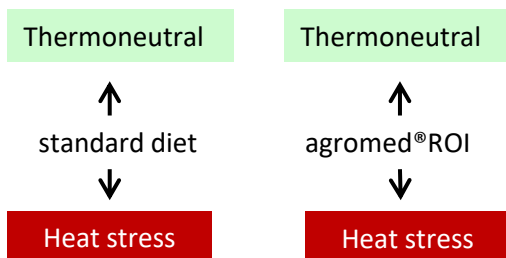 Thermoneutral
Thermoneutral
standard diet
agromed®ROI
Heat stress
Heat stress